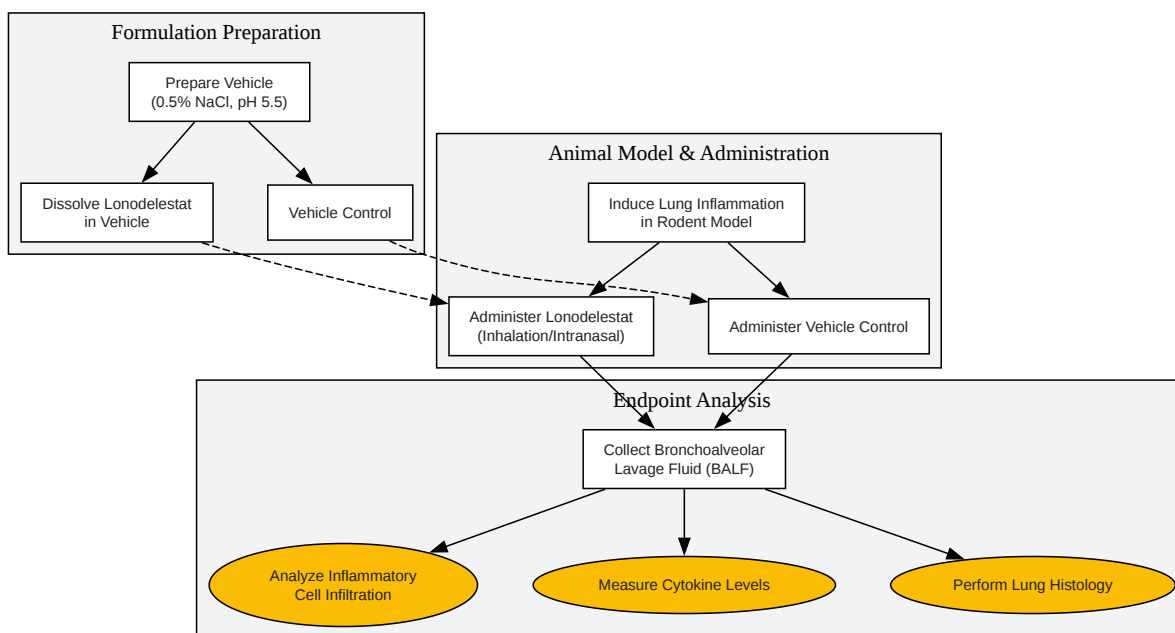 Formulation Preparation
Prepare Vehicle
(0.5% NaCl, pH 5.5)
Dissolve Lonodelestat
in Vehicle
Vehicle Control
Animal Model & Administration
Induce Lung Inflammation
in Rodent Model
Administer Lonodelestat
(Inhalation/Intranasal)
Administer Vehicle Control
Endpoint Analysis
Collect Bronchoalveolar
Lavage Fluid (BALF)
Analyze Inflammatory
Cell Infiltration
Measure Cytokine Levels
Perform Lung Histology